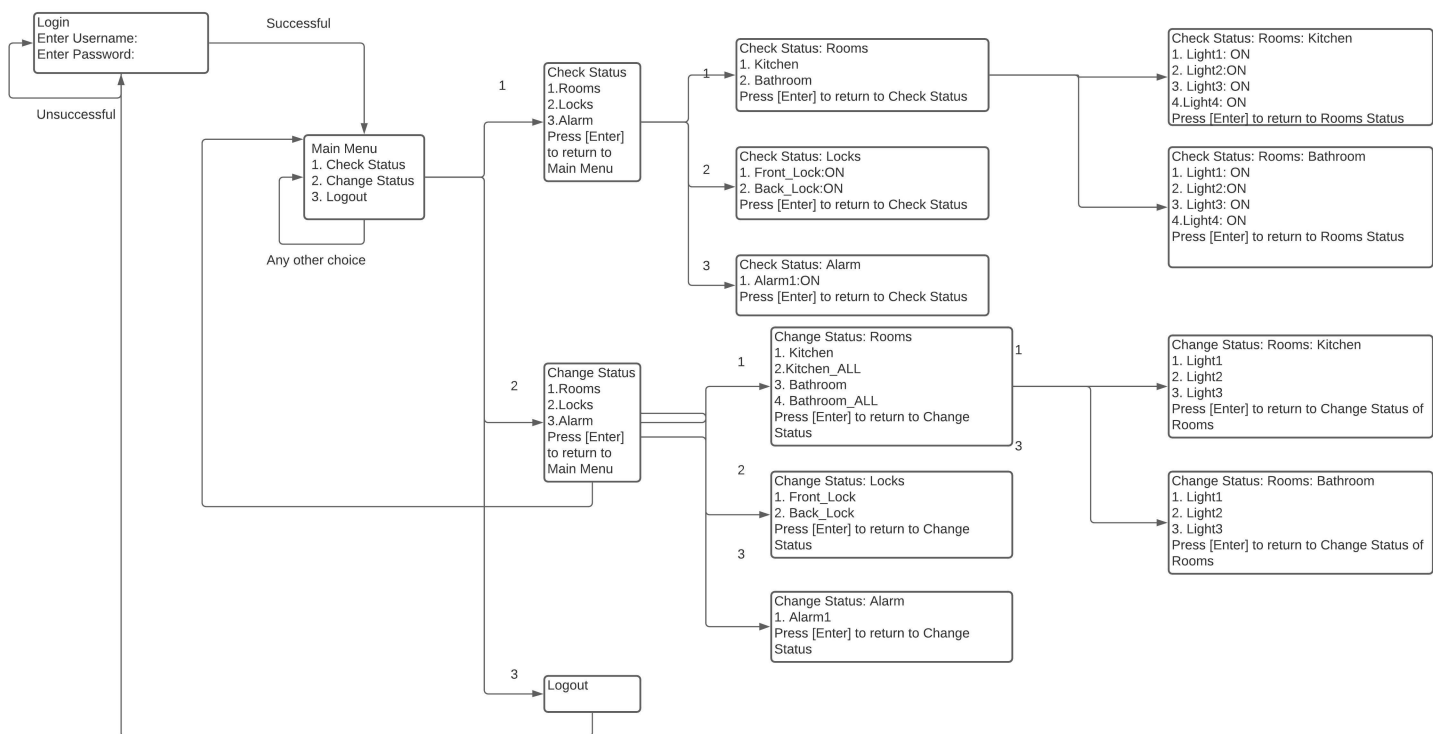 Login
Enter Username:
Enter Password:
Successful
Unsuccessful
Main Menu
1. Check Status
2. Change Status
3. Logout
Any other choice
1
Check Status
1.Rooms
2.Locks
3.Alarm
Press [Enter]
to return to
Main Menu
1
Check Status: Rooms
1. Kitchen
2. Bathroom
Press [Enter] to return to Check Status
2
Check Status: Locks
1. Front_Lock:ON
2. Back_Lock:ON
Press [Enter] to return to Check Status
3
Check Status: Alarm
1. Alarm1:ON
Press [Enter] to return to Check Status
Check Status: Rooms: Kitchen
1. Light1: ON
2. Light2:ON
3. Light3: ON
4.Light4: ON
Press [Enter] to return to Rooms Status
Check Status: Rooms: Bathroom
1. Light1: ON
2. Light2:ON
3. Light3: ON
4.Light4: ON
Press [Enter] to return to Rooms Status
2
Change Status
1.Rooms
2.Locks
3.Alarm
Press [Enter]
to return to
Main Menu
1
Change Status: Rooms
1. Kitchen
2.Kitchen_ALL
3. Bathroom
4. Bathroom_ALL
Press [Enter] to return to Change
Status
2
Change Status: Locks
1. Front_Lock
2. Back_Lock
Press [Enter] to return to Change
Status
3
Change Status: Alarm
1. Alarm1
Press [Enter] to return to Change
Status
1
Change Status: Rooms: Kitchen
1. Light1
2. Light2
3. Light3
Press [Enter] to return to Change Status of
Rooms
3
Change Status: Rooms: Bathroom
1. Light1
2. Light2
3. Light3
Press [Enter] to return to Change Status of
Rooms
3
Logout